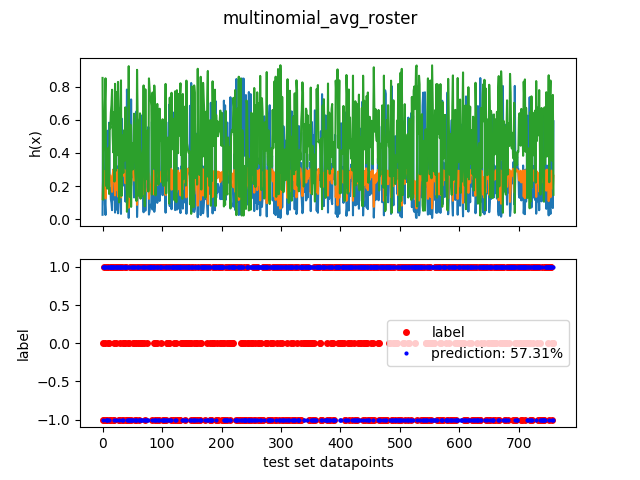 multinomial_avg_roster
h(x)
0.8
0.6
0.4
0.2
0.0
label
1.0
0.5
0.0
−0.5
−1.0
label
prediction: 57.31%
0 100 200 300 400 500 600 700
test set datapoints